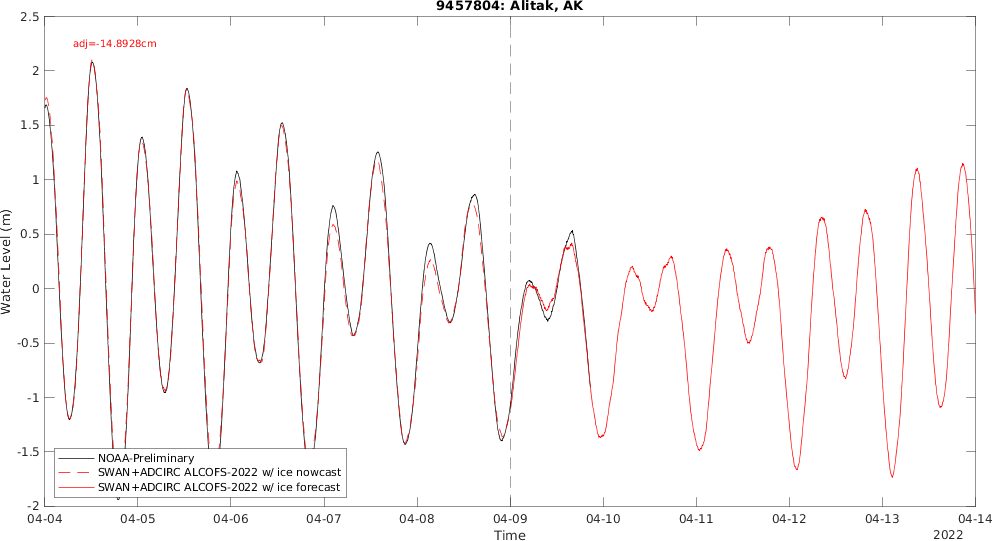 9457804: Alitak, AK
adj=-14.8928cm
2.5
2
1.5
1
0.5
0
-0.5
-1
-1.5
-2
Water Level (m)
NOAA-Preliminary
SWAN+ADCIRC ALCOFS-2022 w/ ice nowcast
SWAN+ADCIRC ALCOFS-2022 w/ ice forecast
04-04 04-05 04-06 04-07 04-08 04-09 04-10 04-11 04-12 04-13 04-14
Time
2022